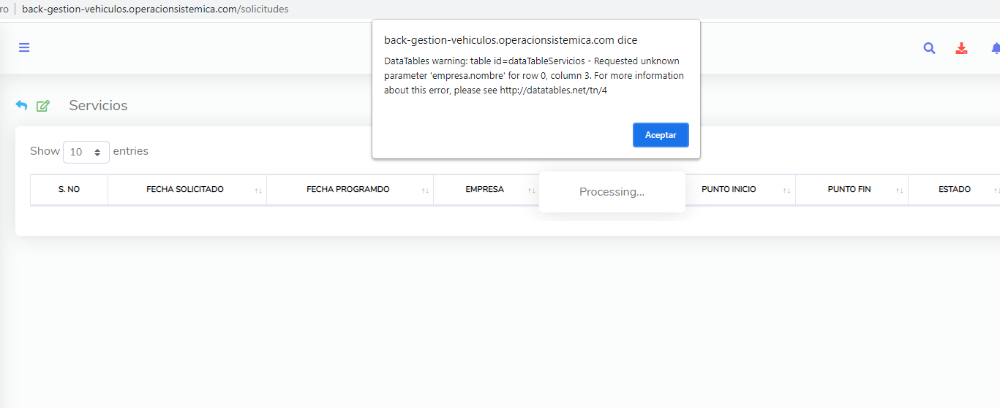 ro | back-gestion-vehiculos.operacionsistemica.com/solicitudes
back-gestion-vehiculos.operacionsistemica.com dice
DataTables warning: table id=dataTableServicios - Requested unknown
parameter 'empresa.nombre' for row 0, column 3. For more information
about this error, please see http://datatables.net/tn/4
Aceptar
Servicios
Show 10 entries
S. NO FECHA SOLICITADO FECHA PROGRAMDO EMPRESA Processing... PUNTO INICIO PUNTO FIN ESTADO